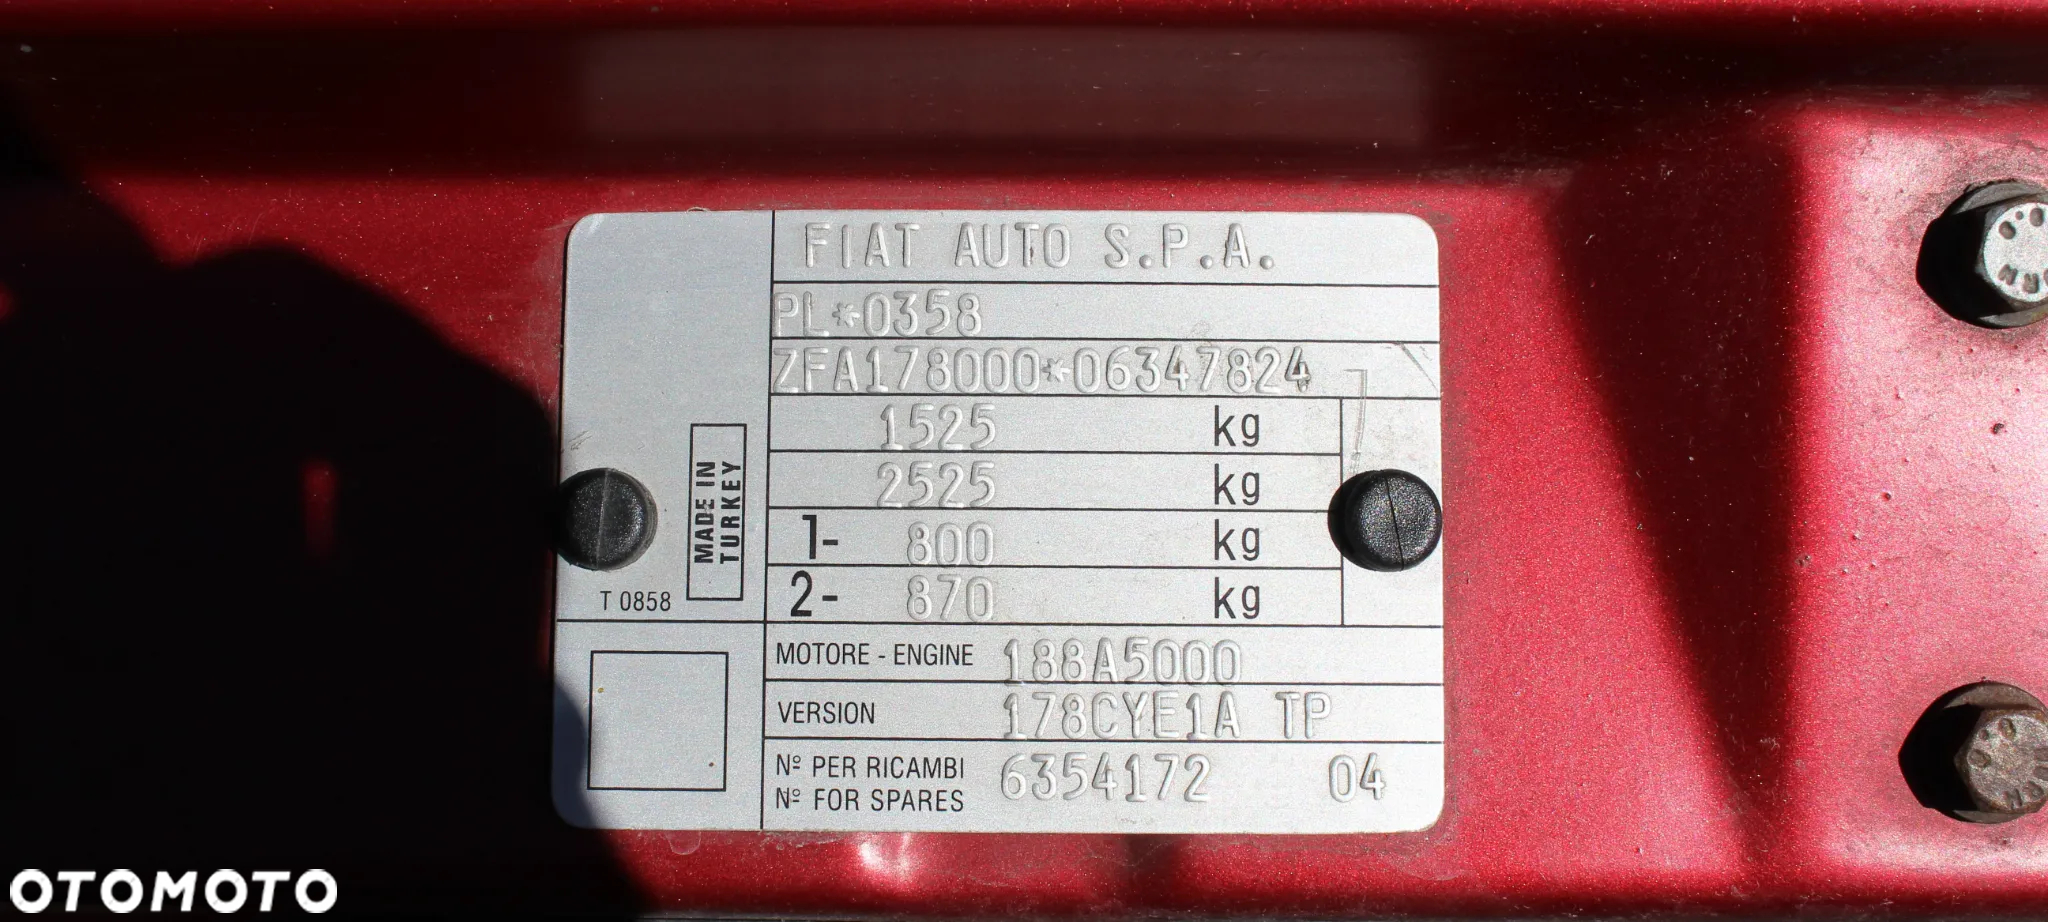 FIAT AUTO S.P.A.
PL*0358
ZFA178000*06347824
1525 kg
2525 kg
1- 800 kg
2- 870 kg
MADE IN
TURKEY
T 0858
MOTORE - ENGINE 188A5000
VERSION 178CYE1A TP
Nº PER RICAMBI
Nº FOR SPARES
6354172 04
OTOMOTO